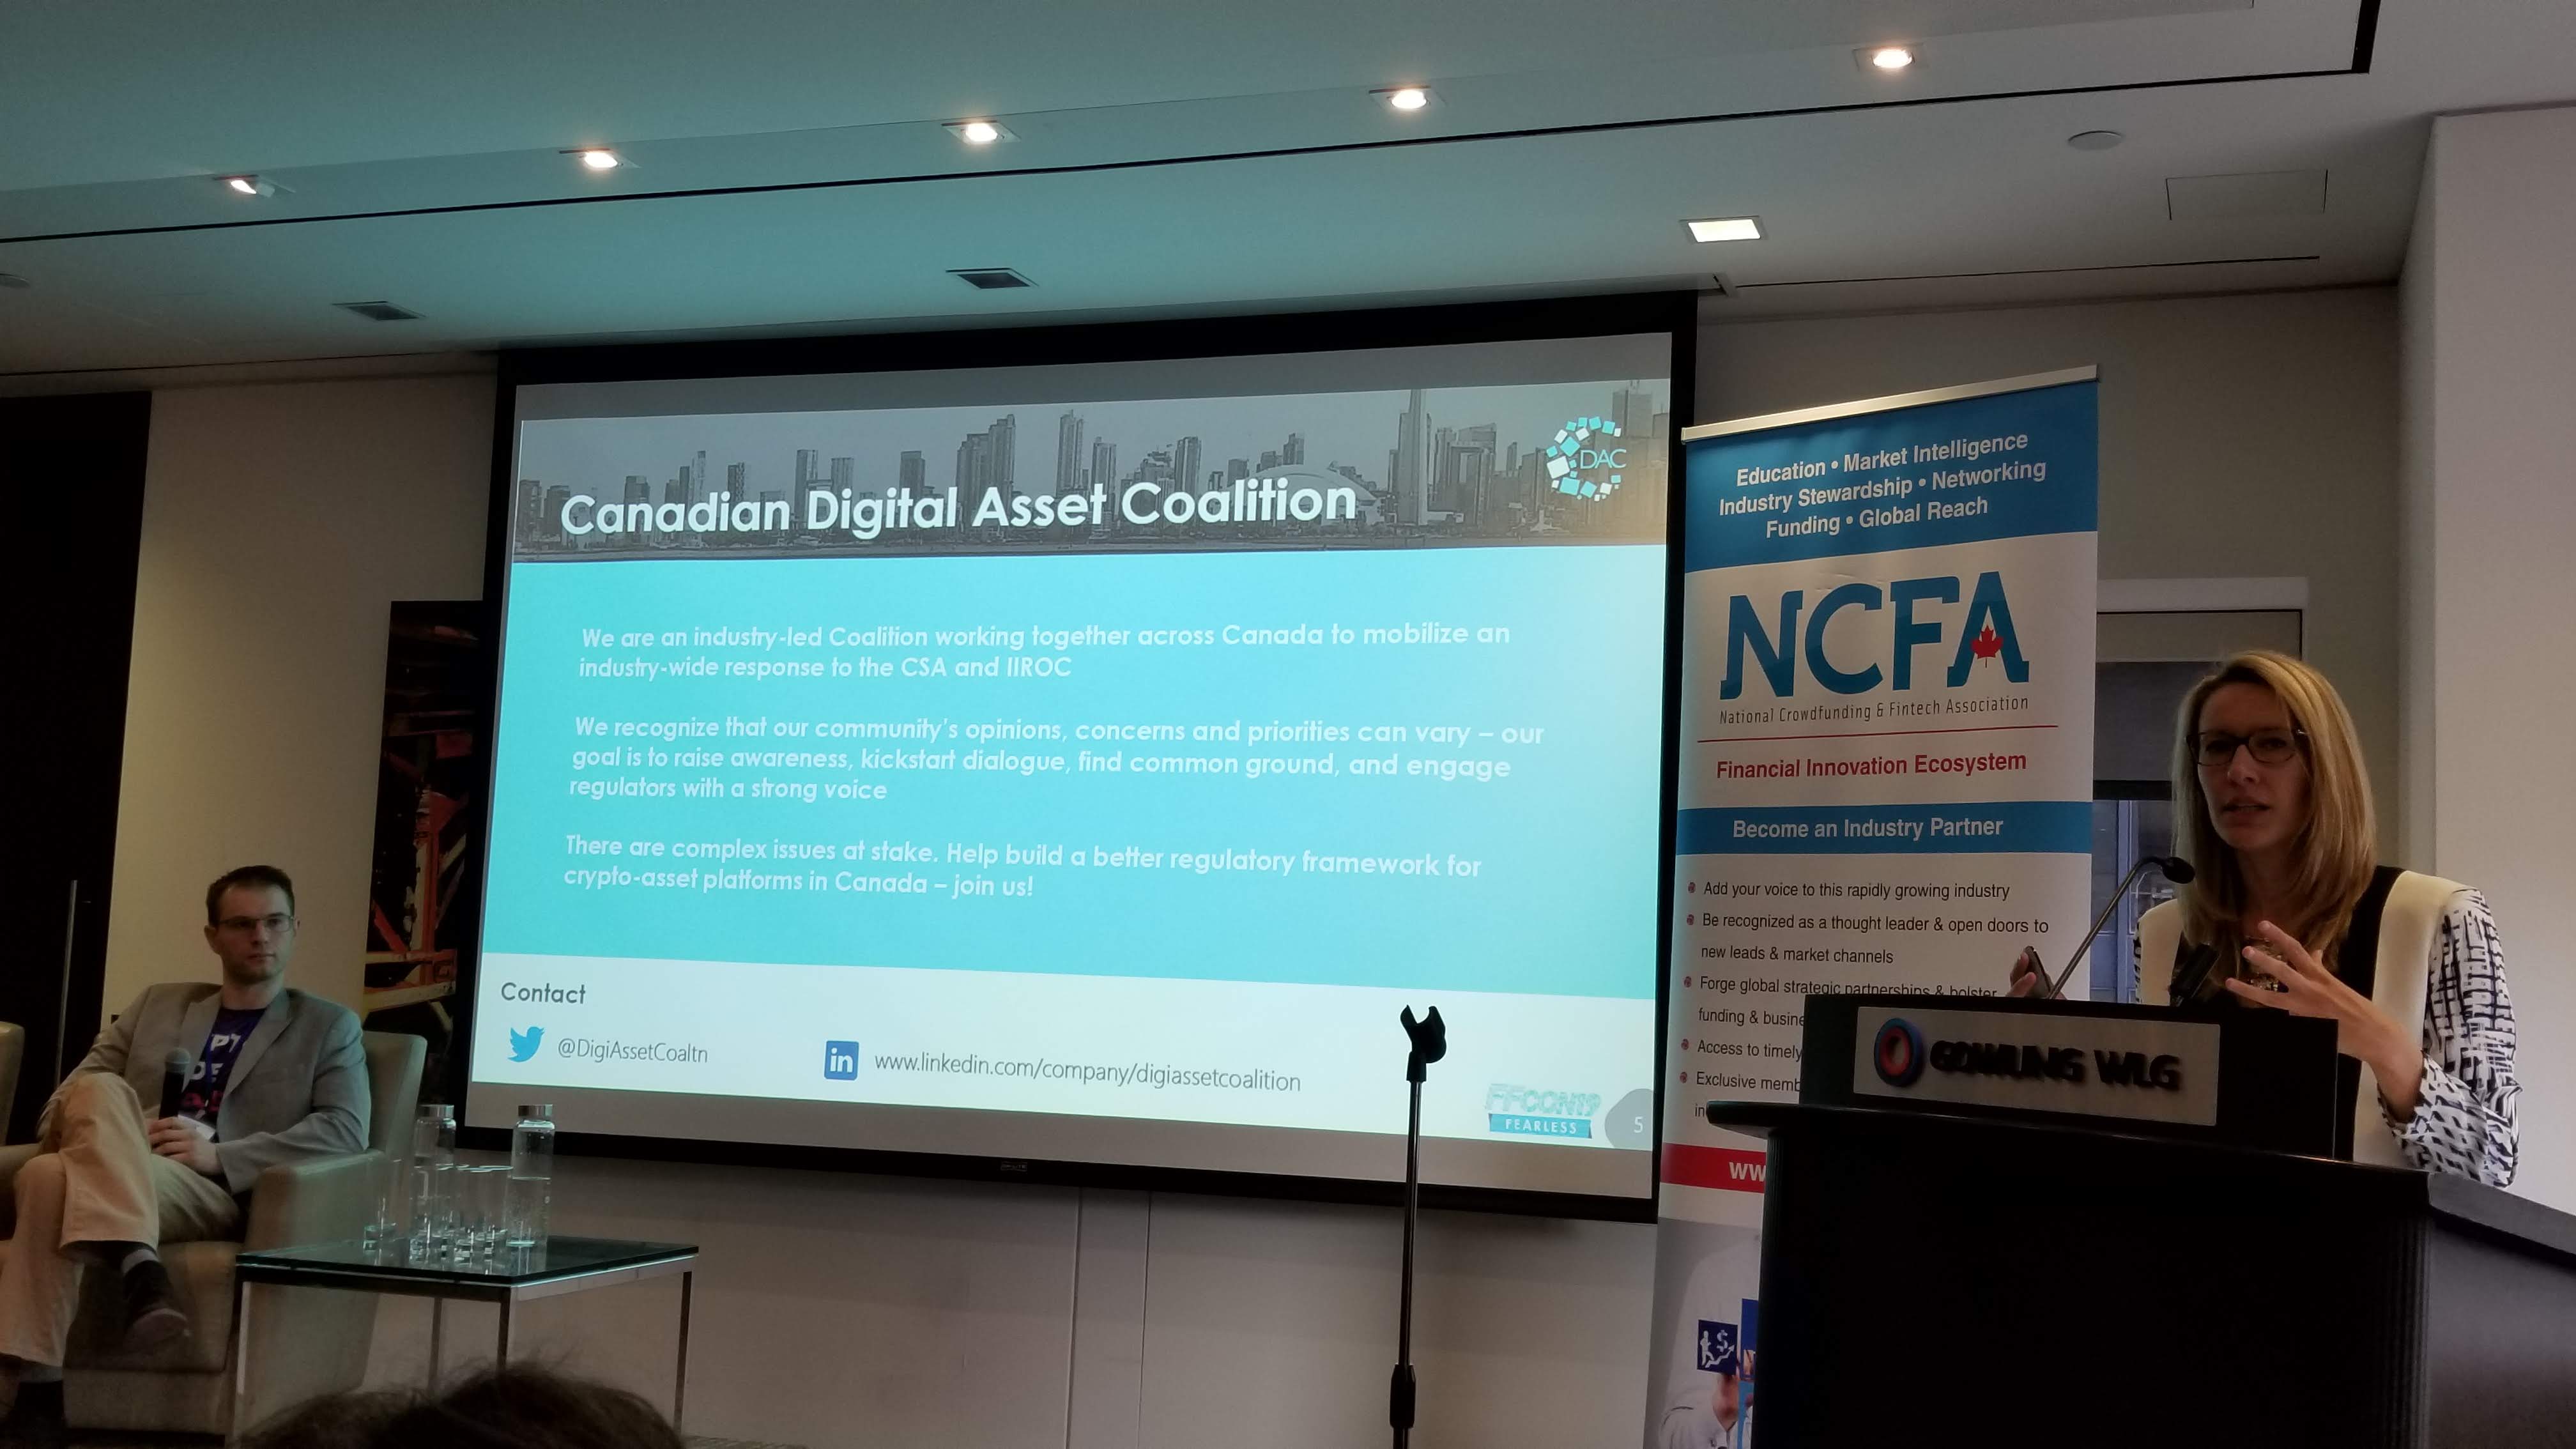 Canadian Digital Asset Coalition
DAC
We are an industry-led Coalition working together across Canada to mobilize an
industry-wide response to the CSA and IIROC
We recognize that our community's opinions, concerns and priorities can vary – our
goal is to raise awareness, kickstart dialogue, find common ground, and engage
regulators with a strong voice
There are complex issues at stake. Help build a better regulatory framework for
crypto-asset platforms in Canada – join us!
Contact
@DigiAssetCoaltn
in
www.linkedin.com/company/digiassetcoalition
FFCON19
FEARLESS
5
Education • Market Intelligence
Industry Stewardship • Networking
Funding • Global Reach
NCFA
National Crowdfunding & Fintech Association
Financial Innovation Ecosystem
Become an Industry Partner
Add your voice to this rapidly growing industry
Be recognized as a thought leader & open doors to
new leads & market channels
Forge global strategic partnerships & bolster
funding &
Access to timely
Exclusive
GOWLING WLG